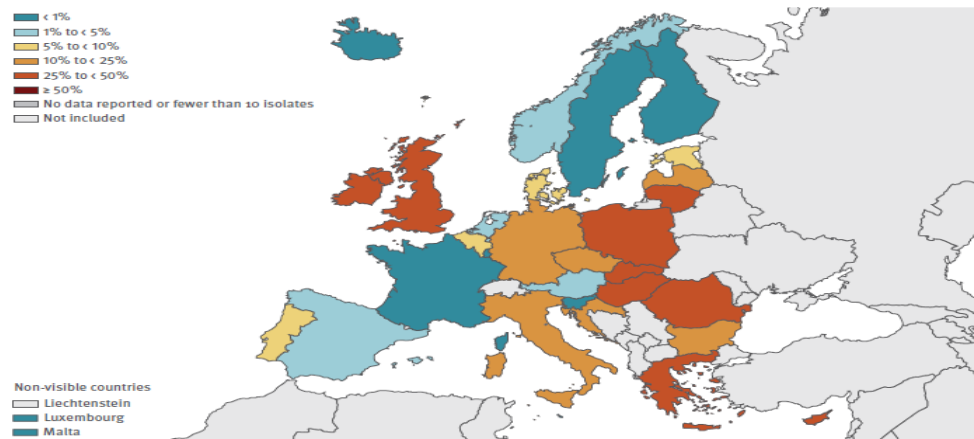 < 1%
1% to < 5%
5% to < 10%
10% to < 25%
25% to < 50%
≥ 50%
No data reported or fewer than 10 isolates
Not included
Non-visible countries
Liechtenstein
Luxembourg
Malta